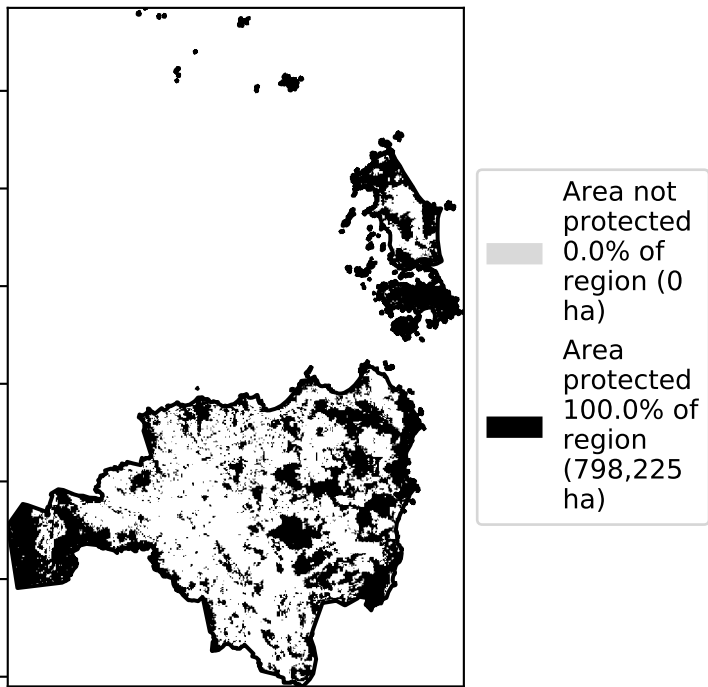 Area not
protected
0.0% of
region (0
ha)
Area
protected
100.0% of
region
(798,225
ha)